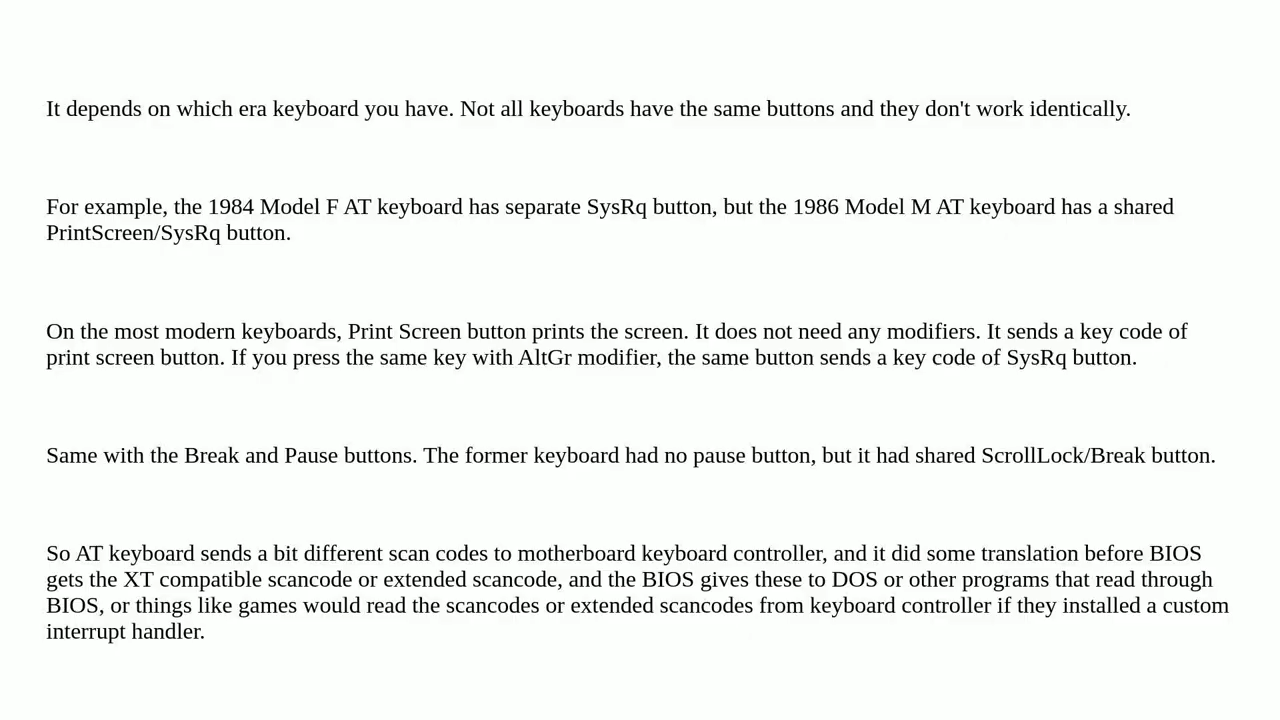 It depends on which era keyboard you have. Not all keyboards have the same buttons and they don't work identically.
For example, the 1984 Model F AT keyboard has separate SysRq button, but the 1986 Model M AT keyboard has a shared
PrintScreen/SysRq button.
On the most modern keyboards, Print Screen button prints the screen. It does not need any modifiers. It sends a key code of
print screen button. If you press the same key with AltGr modifier, the same button sends a key code of SysRq button.
Same with the Break and Pause buttons. The former keyboard had no pause button, but it had shared ScrollLock/Break button.
So AT keyboard sends a bit different scan codes to motherboard keyboard controller, and it did some translation before BIOS
gets the XT compatible scancode or extended scancode, and the BIOS gives these to DOS or other programs that read through
BIOS, or things like games would read the scancodes or extended scancodes from keyboard controller if they installed a custom
interrupt handler.